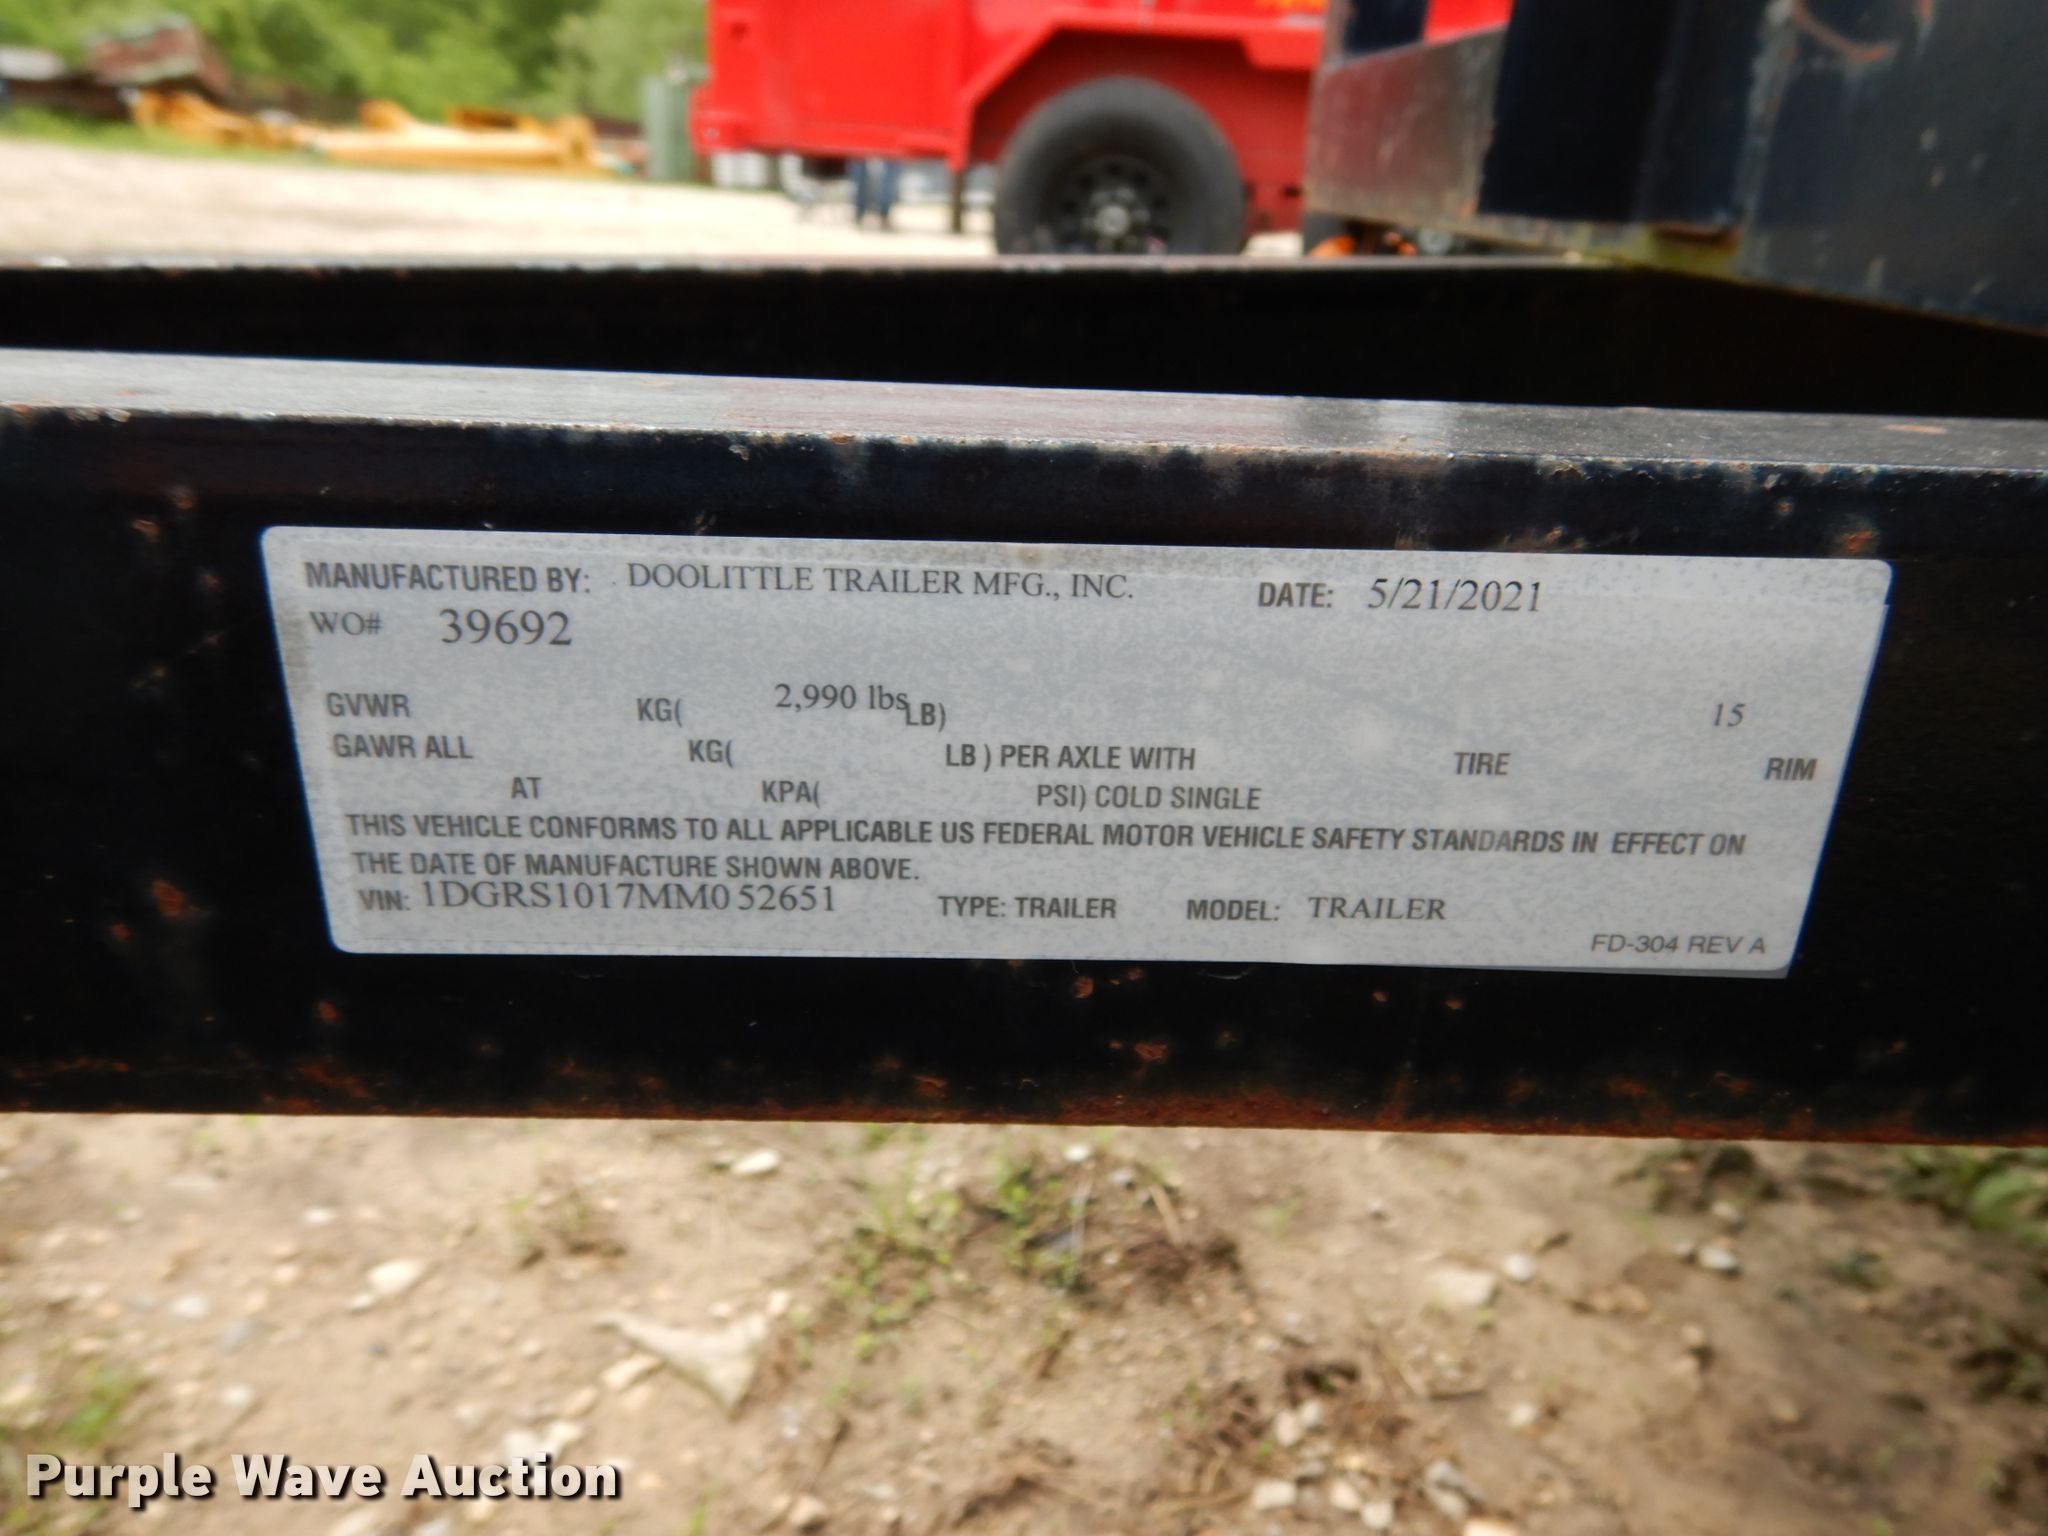 MANUFACTURED BY: DOOLITTLE TRAILER MFG., INC. DATE: 5/21/2021
WO# 39692
GVWR KG( 2,990 lbs LB) 15
GAWR ALL KG( LB) PER AXLE WITH TIRE RIM
AT KPA( PSI) COLD SINGLE
THIS VEHICLE CONFORMS TO ALL APPLICABLE US FEDERAL MOTOR VEHICLE SAFETY STANDARDS IN EFFECT ON
THE DATE OF MANUFACTURE SHOWN ABOVE.
VIN: 1DGRS1017MM052651 TYPE: TRAILER MODEL: TRAILER
FD-304 REV A
Purple Wave Auction